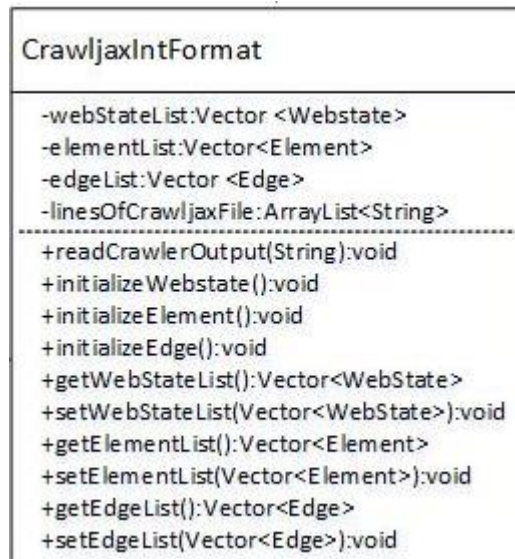 CrawljaxIntFormat
-webStateList:Vector <Webstate>
-elementList:Vector<Element>
-edgeList:Vector <Edge>
-linesOfCrawljaxFile:ArrayList<String>
+readCrawlerOutput(String):void
+initializeWebstate():void
+initializeElement():void
+initializeEdge():void
+getWebStateList():Vector<WebState>
+setWebStateList(Vector<WebState>):void
+getElementList():Vector<Element>
+setElementList(Vector<Element>):void
+getEdgeList():Vector<Edge>
+setEdgeList(Vector<Edge>):void